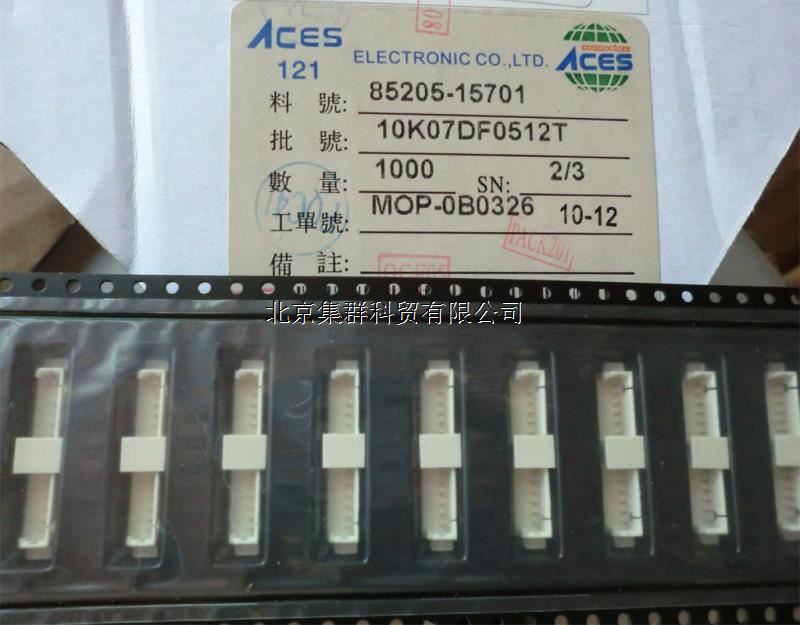 08
ACES
ELECTRONIC CO.,LTD.
connectors
ACES
121
料 號: 85205-15701
批 號: 10K07DF0512T
數 量: 1000 SN: 2/3
工單號: MOP-0B0326 10-12
PACK201
備 註:
北京集群科贸有限公司